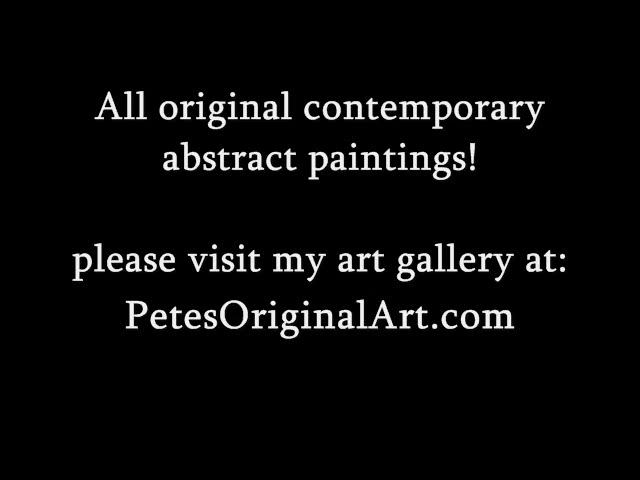 All original contemporary
abstract paintings!
please visit my art gallery at:
PetesOriginalArt.com